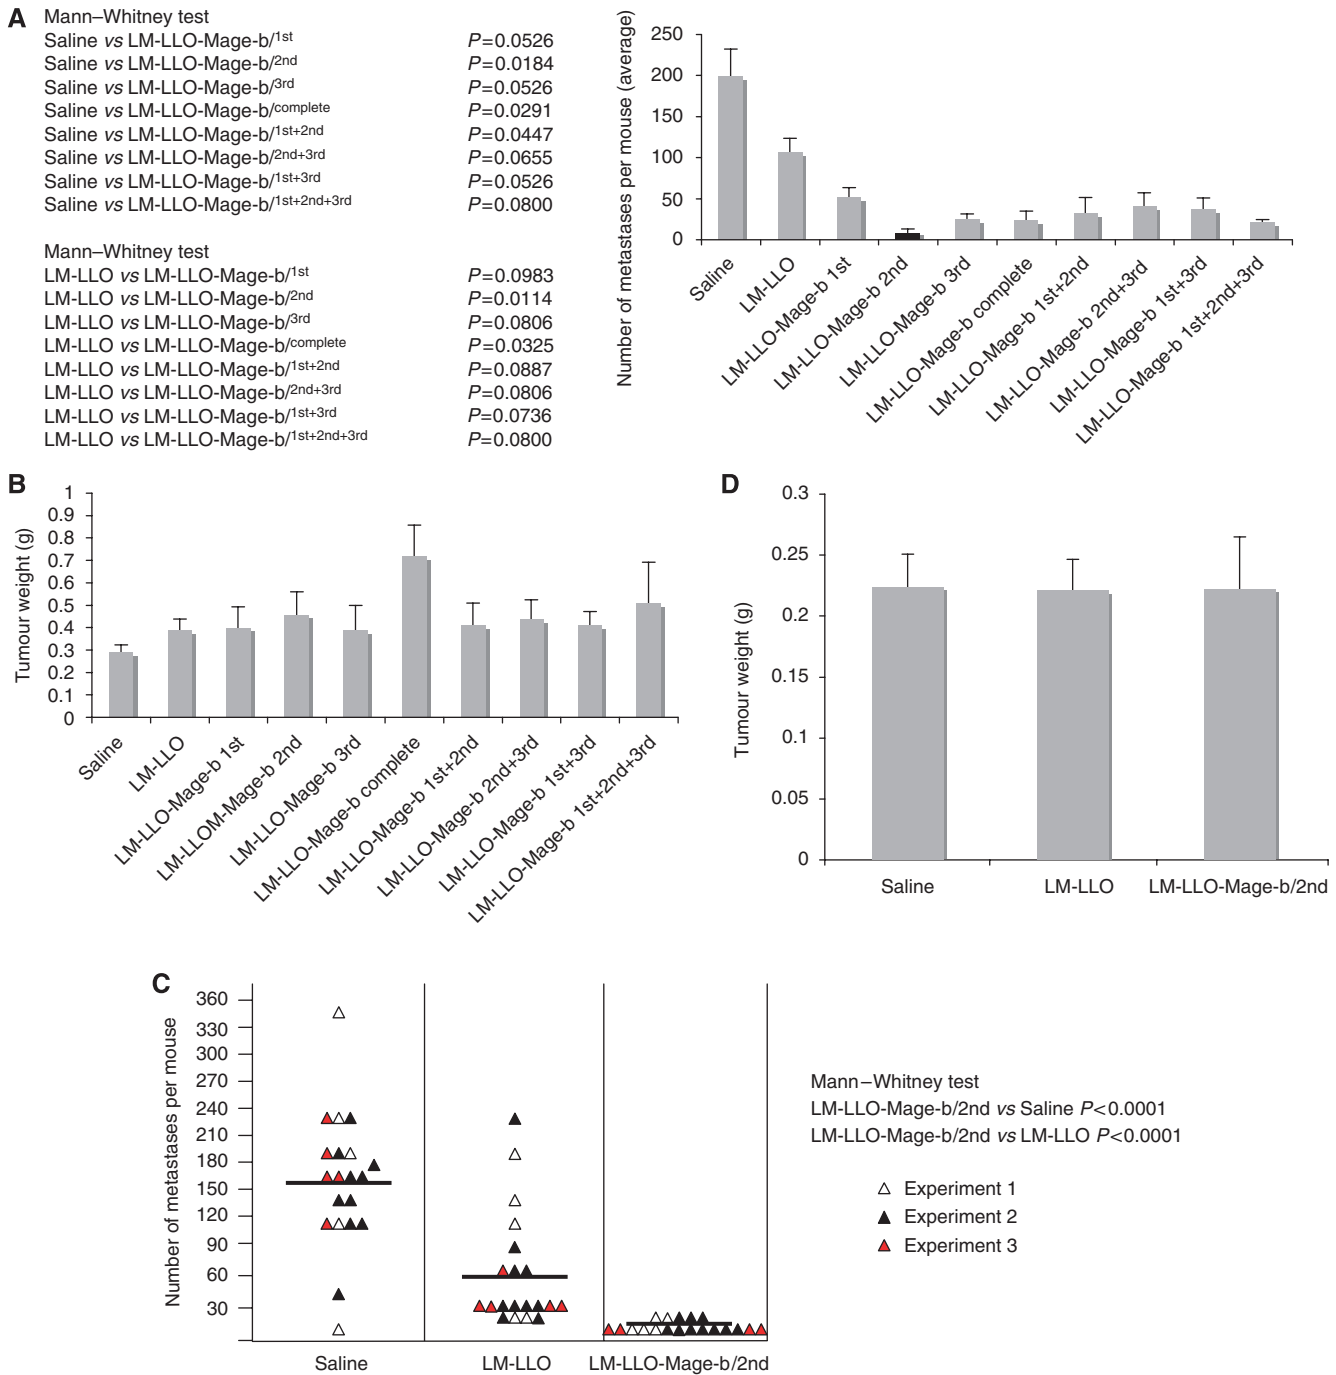 A
Mann–Whitney test
Saline vs LM-LLO-Mage-b/1st P=0.0526
Saline vs LM-LLO-Mage-b/2nd P=0.0184
Saline vs LM-LLO-Mage-b/3rd P=0.0526
Saline vs LM-LLO-Mage-b/complete P=0.0291
Saline vs LM-LLO-Mage-b/1st+2nd P=0.0447
Saline vs LM-LLO-Mage-b/2nd+3rd P=0.0655
Saline vs LM-LLO-Mage-b/1st+3rd P=0.0526
Saline vs LM-LLO-Mage-b/1st+2nd+3rd P=0.0800
Mann–Whitney test
LM-LLO vs LM-LLO-Mage-b/1st P=0.0983
LM-LLO vs LM-LLO-Mage-b/2nd P=0.0114
LM-LLO vs LM-LLO-Mage-b/3rd P=0.0806
LM-LLO vs LM-LLO-Mage-b/complete P=0.0325
LM-LLO vs LM-LLO-Mage-b/1st+2nd P=0.0887
LM-LLO vs LM-LLO-Mage-b/2nd+3rd P=0.0806
LM-LLO vs LM-LLO-Mage-b/1st+3rd P=0.0736
LM-LLO vs LM-LLO-Mage-b/1st+2nd+3rd P=0.0800
Number of metastases per mouse (average)
250
200
150
100
50
0
Saline
LM-LLO
LM-LLO-Mage-b 1st
LM-LLO-Mage-b 2nd
LM-LLO-Mage-b 3rd
LM-LLO-Mage-b complete
LM-LLO-Mage-b 1st+2nd
LM-LLO-Mage-b 2nd+3rd
LM-LLO-Mage-b 1st+3rd
LM-LLO-Mage-b 1st+2nd+3rd
B
Tumour weight (g)
1
0.9
0.8
0.7
0.6
0.5
0.4
0.3
0.2
0.1
0
Saline
LM-LLO
LM-LLO-Mage-b 1st
LM-LLOM-Mage-b 2nd
LM-LLO-Mage-b 3rd
LM-LLO-Mage-b complete
LM-LLO-Mage-b 1st+2nd
LM-LLO-Mage-b 2nd+3rd
LM-LLO-Mage-b 1st+3rd
LM-LLO-Mage-b 1st+2nd+3rd
D
Tumour weight (g)
0.3
0.25
0.2
0.15
0.1
0.05
0
Saline
LM-LLO
LM-LLO-Mage-b/2nd
C
Number of metastases per mouse
360
330
300
270
240
210
180
150
120
90
60
30
Saline
LM-LLO
LM-LLO-Mage-b/2nd
Mann–Whitney test
LM-LLO-Mage-b/2nd vs Saline P<0.0001
LM-LLO-Mage-b/2nd vs LM-LLO P<0.0001
Experiment 1
Experiment 2
Experiment 3